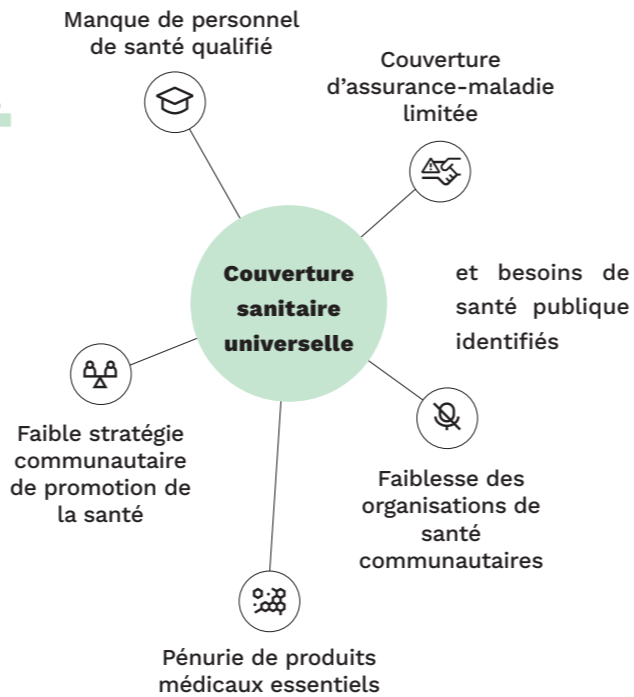 Manque de personnel
de santé qualifié
Couverture
d’assurance-maladie
limitée
Couverture
sanitaire
universelle
et besoins de
santé publique
identifiés
Faible stratégie
communautaire
de promotion de
la santé
Faiblesse des
organisations de
santé
communautaires
Pénurie de produits
médicaux essentiels